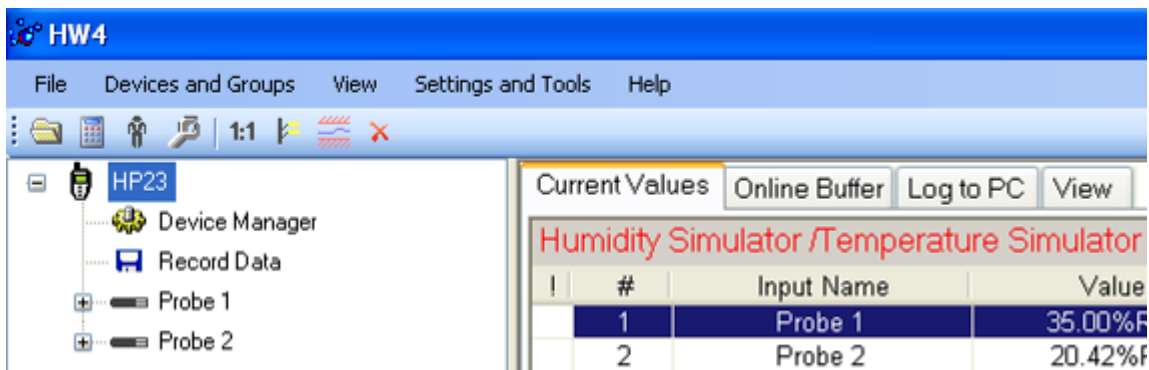 HW4
File Devices and Groups View Settings and Tools Help
1:1
HP23
Device Manager
Record Data
Probe 1
Probe 2
Current Values Online Buffer Log to PC View
Humidity Simulator /Temperature Simulator
! # Input Name Value
1 Probe 1 35.00%
2 Probe 2 20.42%